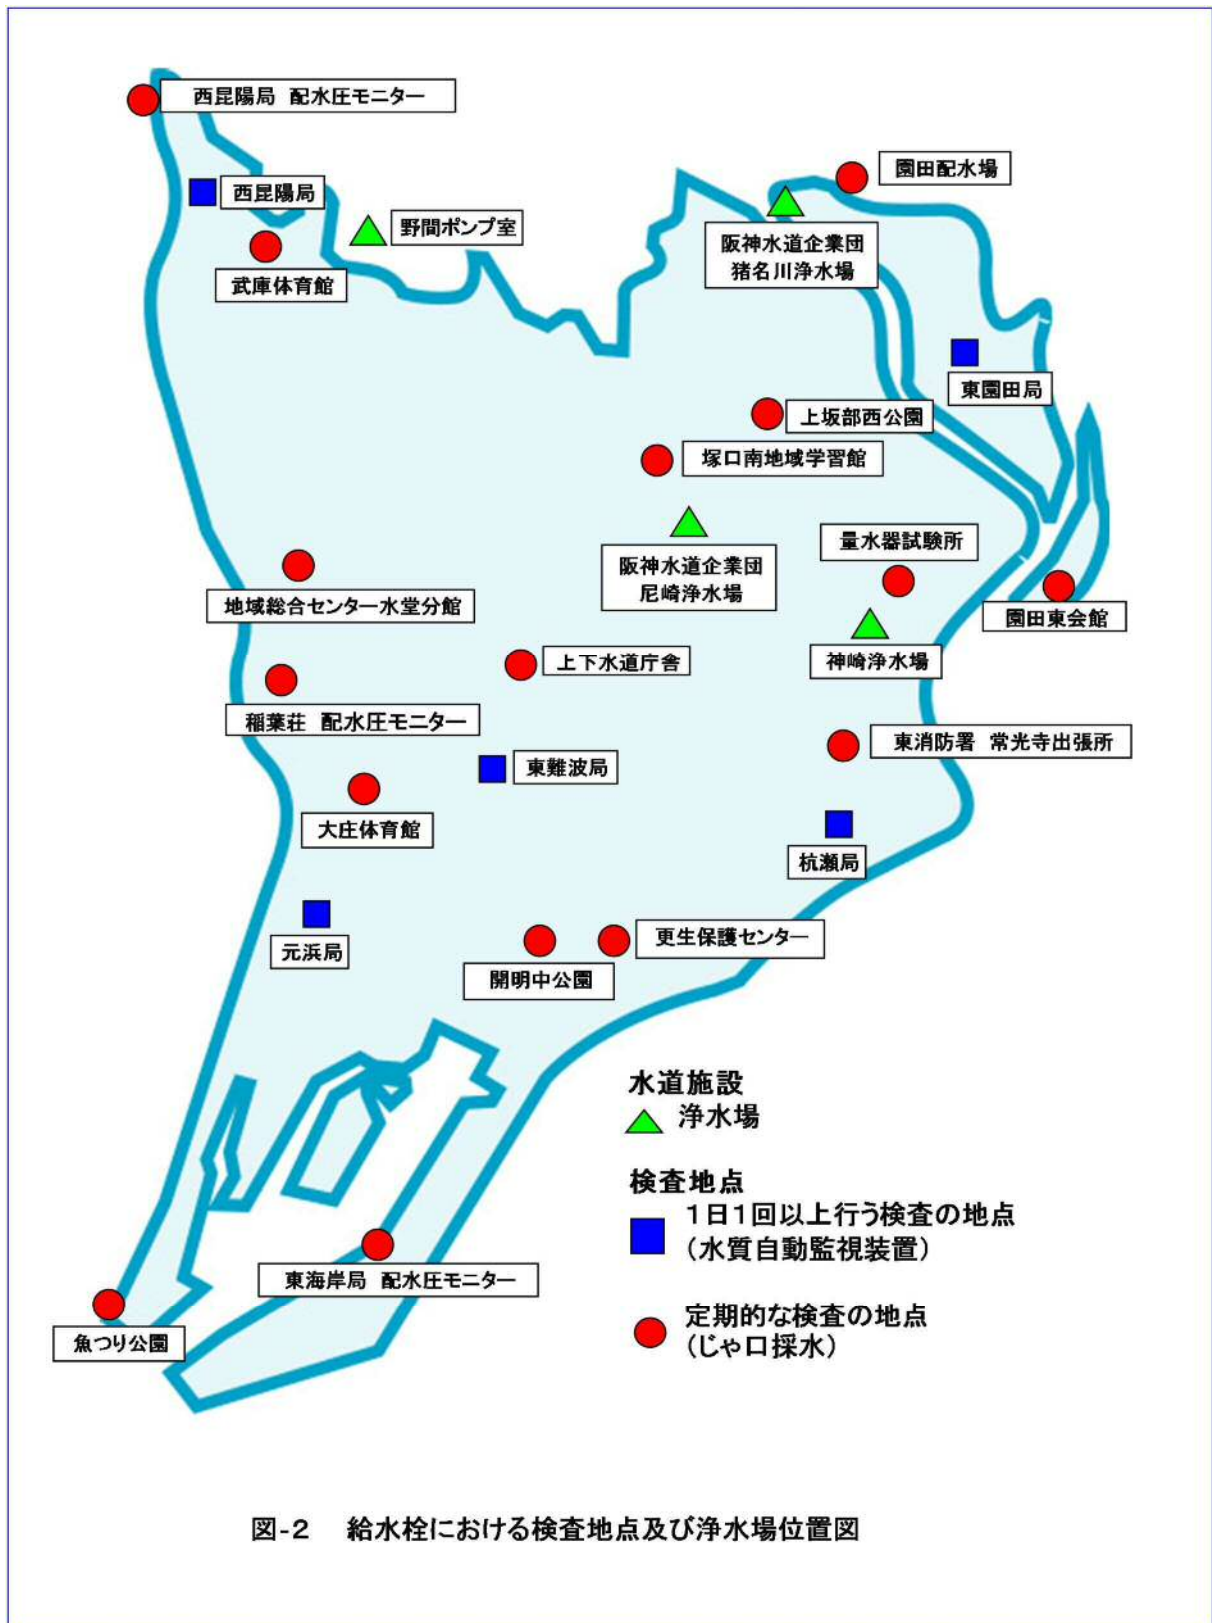 西昆陽局 配水圧モニター
園田配水場
西昆陽局
野間ポンプ室
阪神水道企業団
猪名川浄水場
武庫体育館
東園田局
上坂部西公園
塚口南地域学習館
量水器試験所
阪神水道企業団
尼崎浄水場
地域総合センター水堂分館
園田東会館
神崎浄水場
上下水道庁舎
稲葉荘 配水圧モニター
東消防署 常光寺出張所
東難波局
大庄体育館
杭瀬局
元浜局
更生保護センター
開明中公園
水道施設
浄水場
検査地点
1日1回以上行う検査の地点
(水質自動監視装置)
東海岸局 配水圧モニター
定期的な検査の地点
(じゃ口採水)
魚つり公園
図-2 給水栓における検査地点及び浄水場位置図